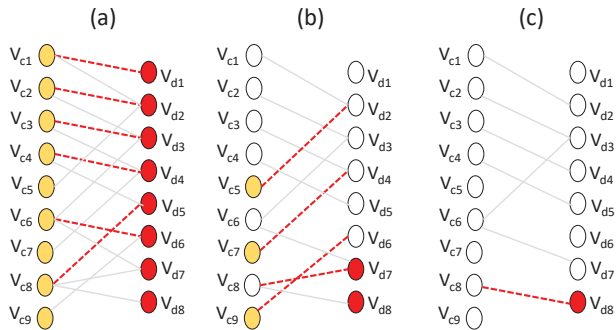 (a)
(b)
(c)
Vc1
Vc2
Vc3
Vc4
Vc5
Vc6
Vc7
Vc8
Vc9
Vd1
Vd2
Vd3
Vd4
Vd5
Vd6
Vd7
Vd8
Vc1
Vc2
Vc3
Vc4
Vc5
Vc6
Vc7
Vc8
Vc9
Vd1
Vd2
Vd3
Vd4
Vd5
Vd6
Vd7
Vd8
Vc1
Vc2
Vc3
Vc4
Vc5
Vc6
Vc7
Vc8
Vc9
Vd1
Vd2
Vd3
Vd4
Vd5
Vd6
Vd7
Vd8